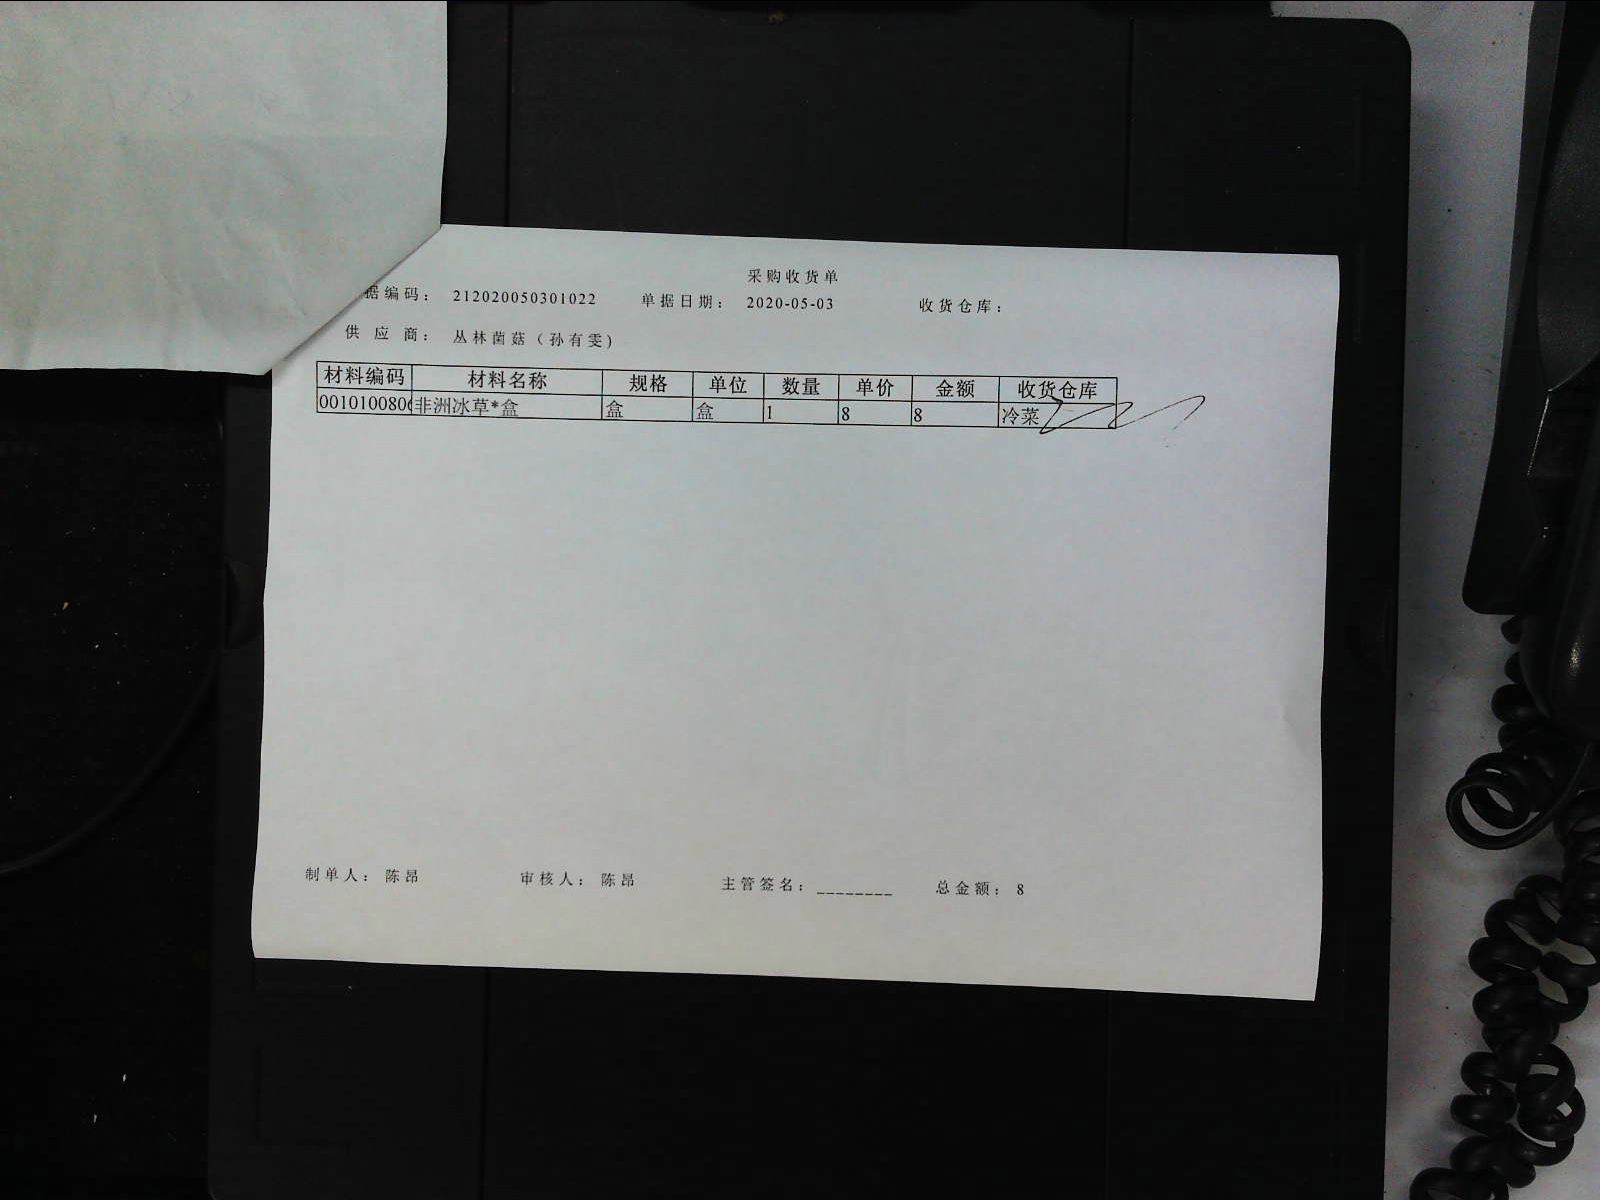 采购收货单
据编码： 212020050301022 单据日期： 2020-05-03 收货仓库：
供 应 商： 丛林菌菇（孙有雯）
材料编码 材料名称 规格 单位 数量 单价 金额 收货仓库
0010100806 非洲冰草*盒 盒 盒 1 8 8 冷菜
制单人： 陈昂 审核人： 陈昂 主管签名： ________ 总金额： 8